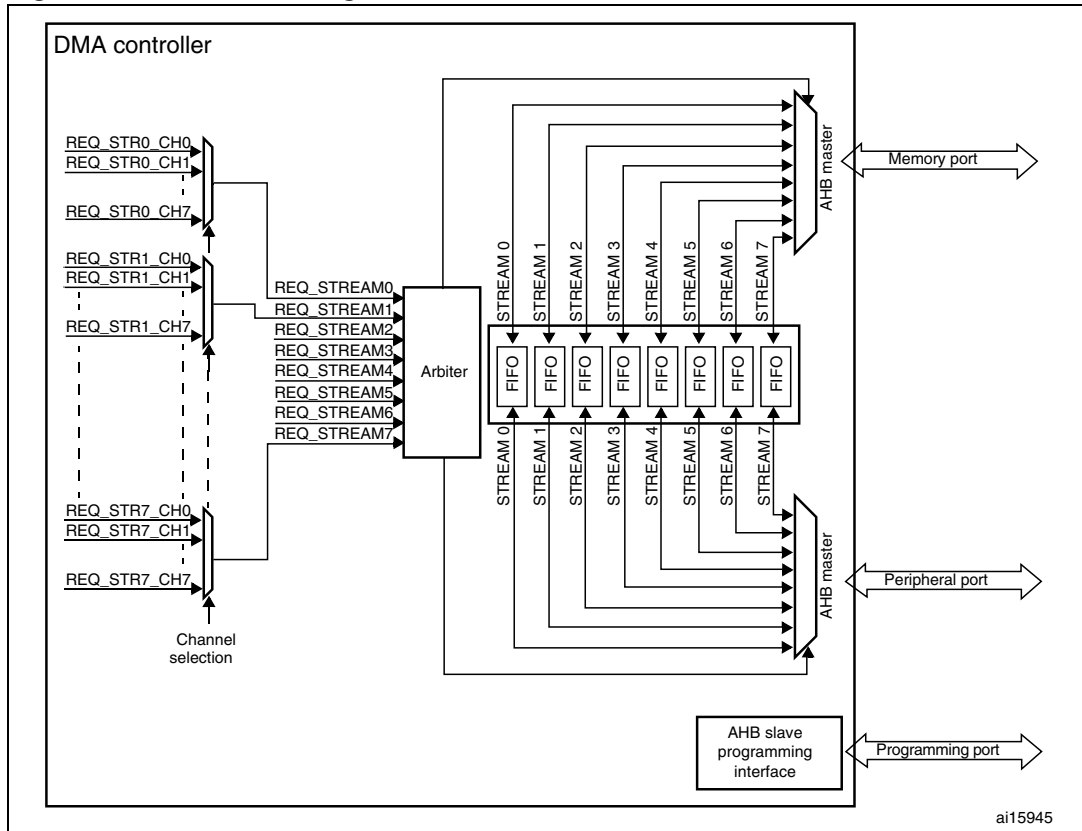 DMA controller
REQ_STR0_CH0
REQ_STR0_CH1
REQ_STR0_CH7
REQ_STR1_CH0
REQ_STR1_CH1
REQ_STR1_CH7
REQ_STR7_CH0
REQ_STR7_CH1
REQ_STR7_CH7
Channel
selection
REQ_STREAM0
REQ_STREAM1
REQ_STREAM2
REQ_STREAM3
REQ_STREAM4
REQ_STREAM5
REQ_STREAM6
REQ_STREAM7
Arbiter
STREAM 0
STREAM 1
STREAM 2
STREAM 3
STREAM 4
STREAM 5
STREAM 6
STREAM 7
FIFO
FIFO
FIFO
FIFO
FIFO
FIFO
FIFO
FIFO
STREAM 0
STREAM 1
STREAM 2
STREAM 3
STREAM 4
STREAM 5
STREAM 6
STREAM 7
AHB master
Memory port
AHB master
Peripheral port
AHB slave
programming
interface
Programming port
ai15945